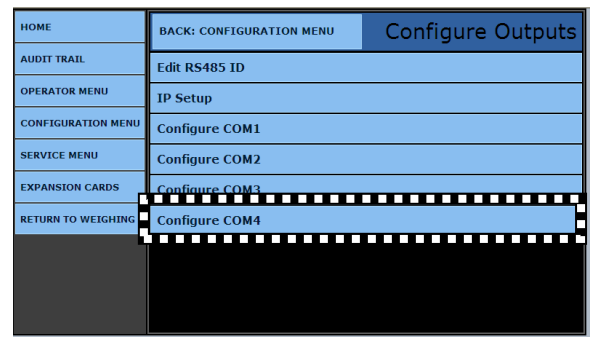 HOME
AUDIT TRAIL
OPERATOR MENU
CONFIGURATION MENU
SERVICE MENU
EXPANSION CARDS
RETURN TO WEIGHING
BACK: CONFIGURATION MENU
Configure Outputs
Edit RS485 ID
IP Setup
Configure COM1
Configure COM2
Configure COM3
Configure COM4